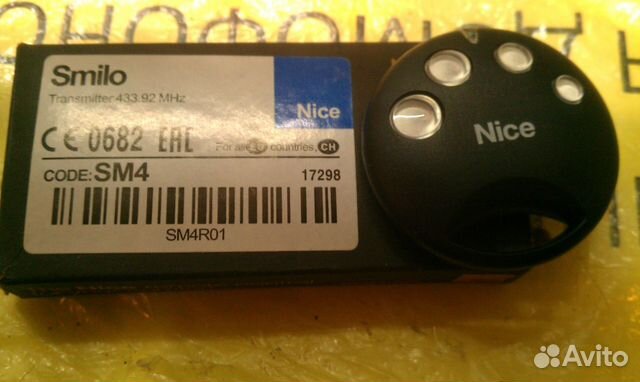 Smilo
Transmitter 433.92 MHz
Nice
CE 0682 EAC
For all EU countries, CH
CODE: SM4
17298
SM4R01
Nice
Avito